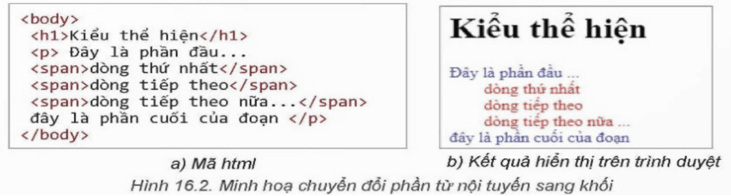 <body>
<h1>Kiểu thể hiện</h1>
<p> Đây là phần đầu...
<span>dòng thứ nhất</span>
<span>dòng tiếp theo</span>
<span>dòng tiếp theo nữa...</span>
đây là phần cuối của đoạn </p>
</body>
a) Mã html
Kiểu thể hiện
Đây là phần đầu ...
dòng thứ nhất
dòng tiếp theo
dòng tiếp theo nữa ...
đây là phần cuối của đoạn
b) Kết quả hiển thị trên trình duyệt
Hình 16.2. Minh hoạ chuyển đổi phần tử nội tuyến sang khối